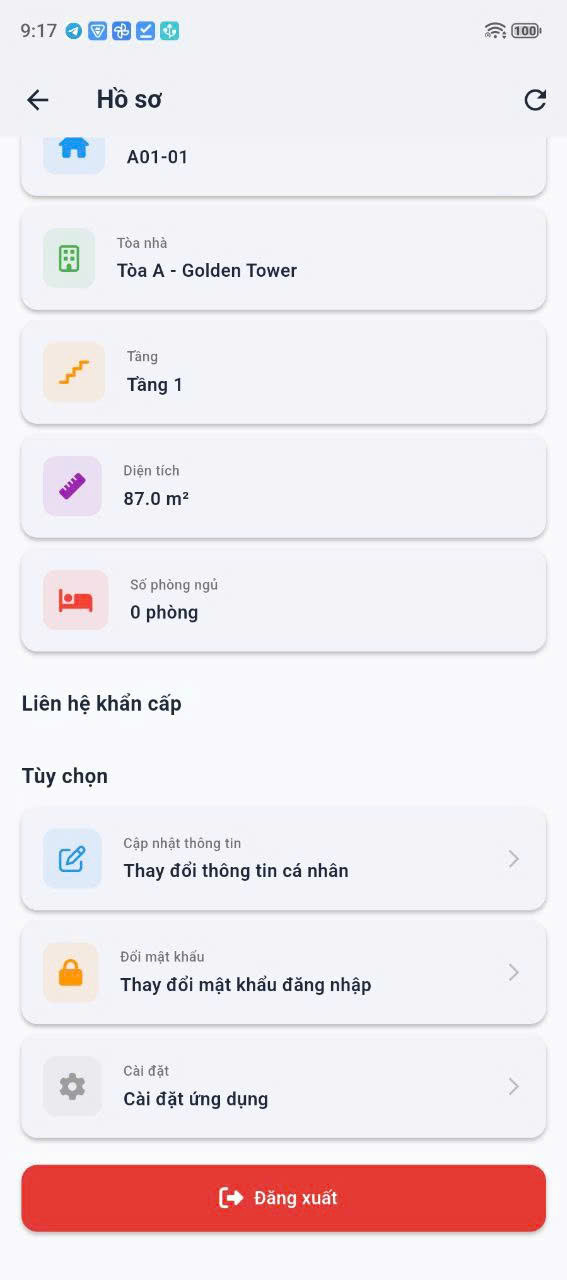 9:17
100
Hồ sơ
A01-01
Tòa nhà
Tòa A - Golden Tower
Tầng
Tầng 1
Diện tích
87.0 m²
Số phòng ngủ
0 phòng
Liên hệ khẩn cấp
Tùy chọn
Cập nhật thông tin
Thay đổi thông tin cá nhân
Đổi mật khẩu
Thay đổi mật khẩu đăng nhập
Cài đặt
Cài đặt ứng dụng
Đăng xuất